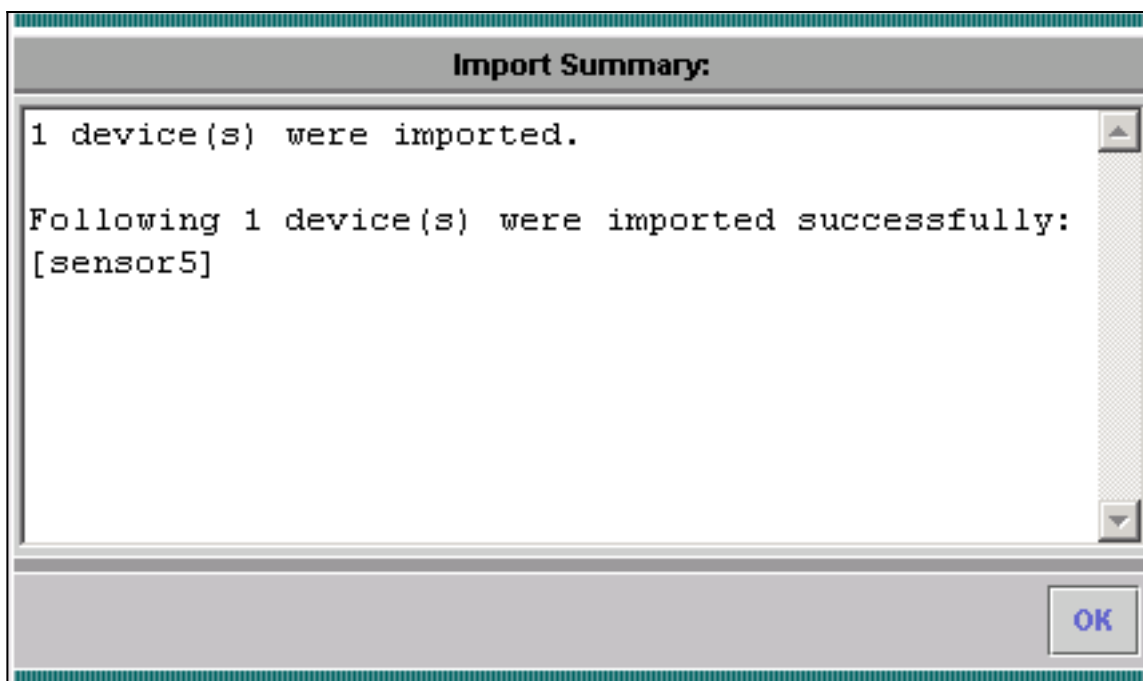 Import Summary:
1 device(s) were imported.
Following 1 device(s) were imported successfully:
[sensor5]
OK